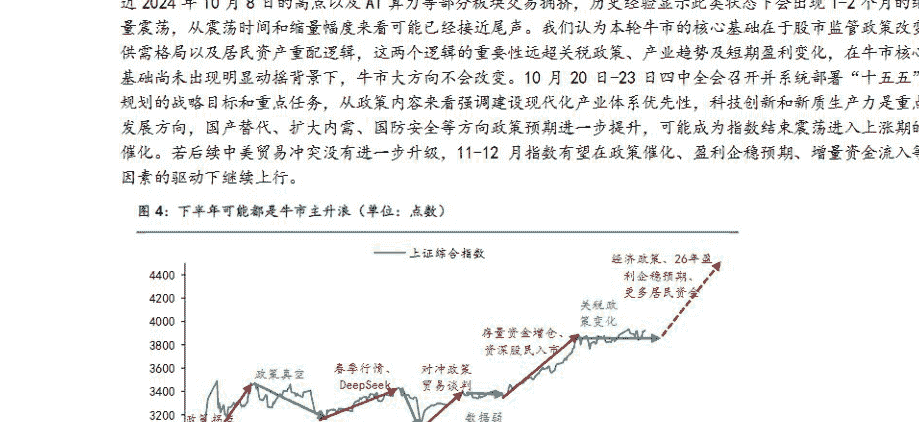 近 2024 年 10 月 8 日的高点以及 AI 算力等部分板块交易拥挤，历史经验显示此类状态下会出现 1-2 个月的缩
量震荡，从震荡时间和缩量幅度来看可能已经接近尾声。我们认为本轮牛市的核心基础在于股市监管政策改变
供需格局以及居民资产重配逻辑，这两个逻辑的重要性远超关税政策、产业趋势及短期盈利变化，在牛市核心
基础尚未出现明显动摇背景下，牛市大方向不会改变。10 月 20 日-23 日四中全会召开并系统部署“十五五”
规划的战略目标和重点任务，从政策内容来看强调建设现代化产业体系优先性，科技创新和新质生产力是重点
发展方向，国产替代、扩大内需、国防安全等方向政策预期进一步提升，可能成为指数结束震荡进入上涨期的
催化。若后续中美贸易冲突没有进一步升级，11-12 月指数有望在政策催化、盈利企稳预期、增量资金流入等
因素的驱动下继续上行。
图 4：下半年可能都是牛市主升浪（单位：点数）
上证综合指数
经济政策、26年盈
利企稳预期、
更多居民资金
4400
4200
4000
3800
3600
3400
3200
关税政
策变化
存量资金增仓、
资深股民入市
春季行情、
DeepSeek
对冲政策
贸易谈判
政策真空
数据弱